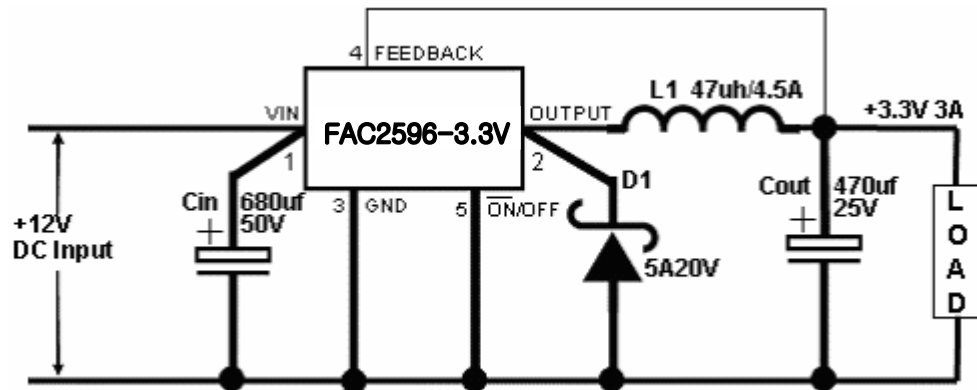 4 FEEDBACK
VIN
1
FAC2596-3.3V
OUTPUT
2
L1 47uh/4.5A
+3.3V 3A
+12V
DC Input
Cin
+
680uf
50V
3
GND
5
ON/OFF
D1
5A20V
Cout
+
470uf
25V
LOAD